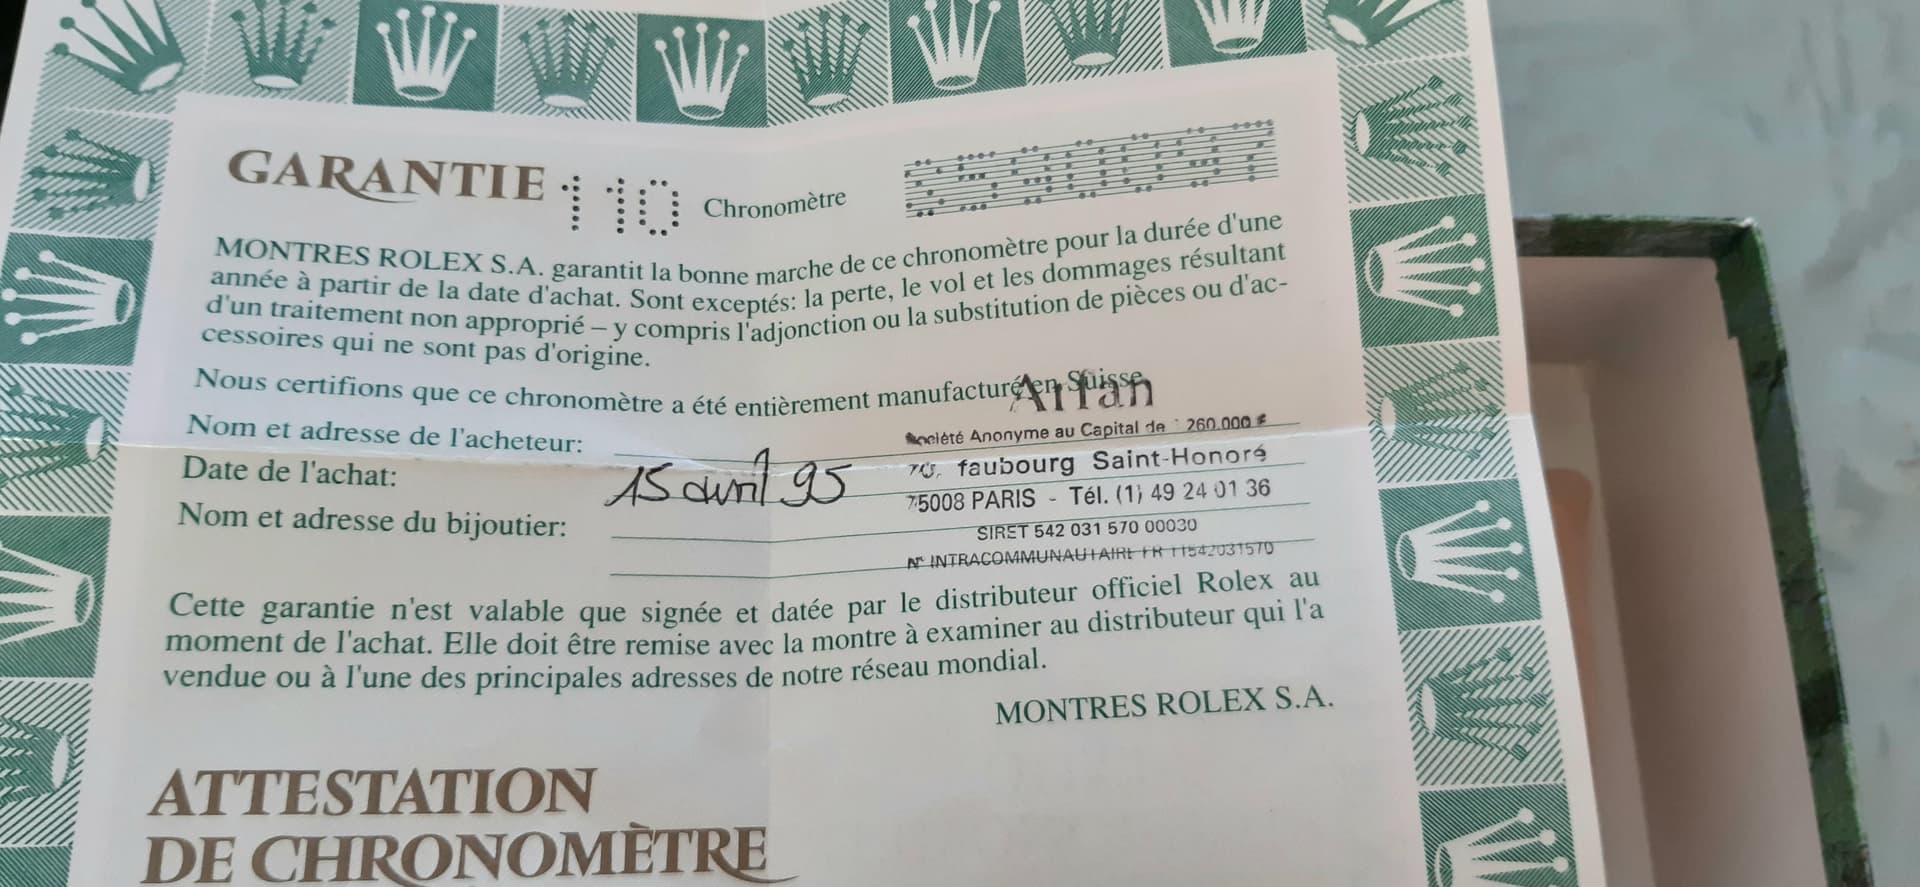 GARANTIE 110 Chronomètre
MONTRES ROLEX S.A. garantit la bonne marche de ce chronomètre pour la durée d'une
année à partir de la date d'achat. Sont exceptés: la perte, le vol et les dommages résultant
d'un traitement non approprié – y compris l'adjonction ou la substitution de pièces ou d'ac-
cessoires qui ne sont pas d'origine.
Nous certifions que ce chronomètre a été entièrement manufacturé en Suisse
Nom et adresse de l'acheteur:
Société Anonyme au Capital de 260.000 F
Date de l'achat: 15 avril 95
faubourg Saint-Honoré
75008 PARIS - Tél. (1) 49 24 01 36
Nom et adresse du bijoutier:
SIRET 542 031 570 00030
N° INTRACOMMUNAUTAIRE FR 11542031570
Cette garantie n'est valable que signée et datée par le distributeur officiel Rolex au
moment de l'achat. Elle doit être remise avec la montre à examiner au distributeur qui l'a
vendue ou à l'une des principales adresses de notre réseau mondial.
MONTRES ROLEX S.A.
ATTESTATION
DE CHRONOMÈTRE